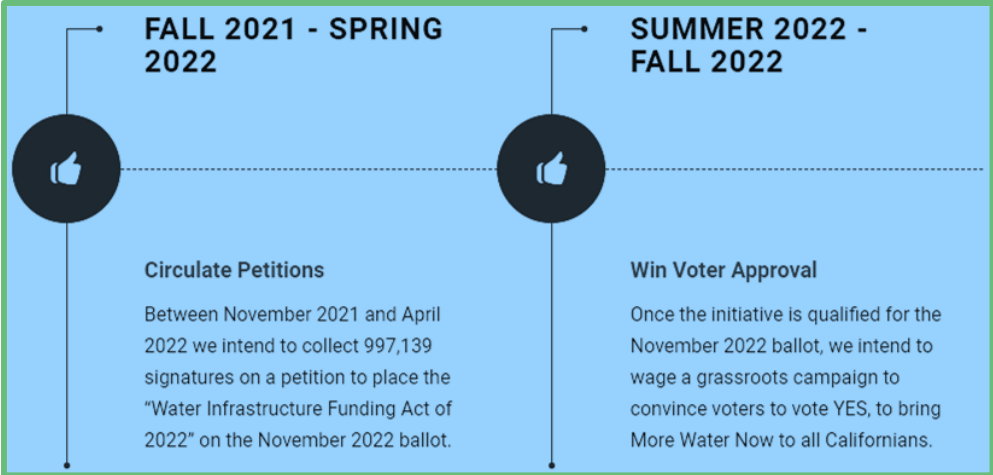 FALL 2021 - SPRING
2022
Circulate Petitions
Between November 2021 and April
2022 we intend to collect 997,139
signatures on a petition to place the
“Water Infrastructure Funding Act of
2022” on the November 2022 ballot.
SUMMER 2022 -
FALL 2022
Win Voter Approval
Once the initiative is qualified for the
November 2022 ballot, we intend to
wage a grassroots campaign to
convince voters to vote YES, to bring
More Water Now to all Californians.